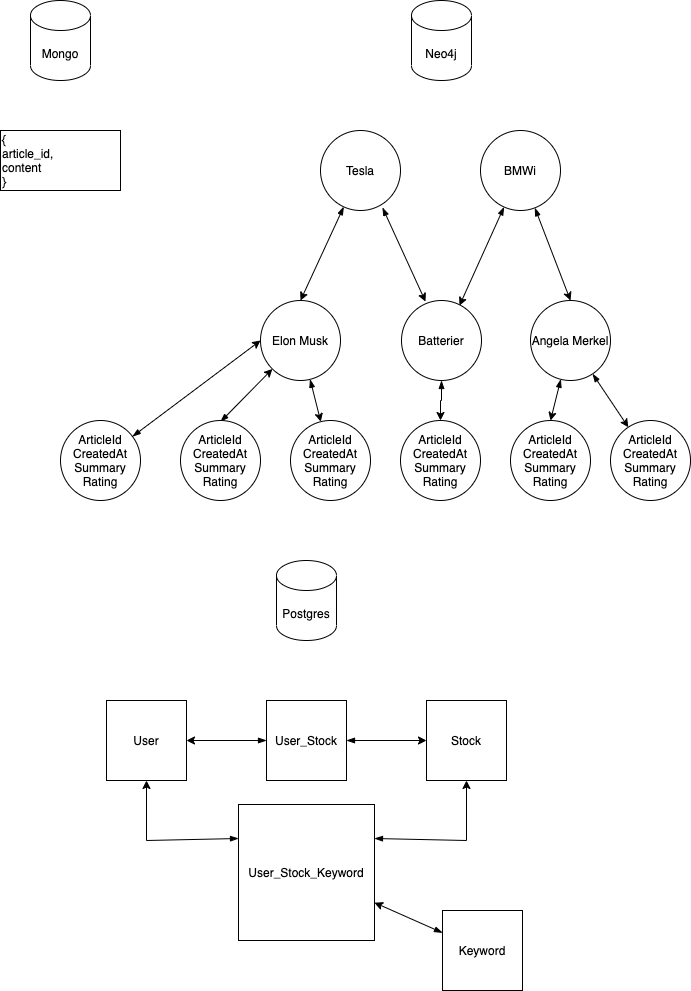 Mongo
Neo4j
{
article_id,
content
}
Tesla
BMWi
Elon Musk
Batterier
Angela Merkel
ArticleId
CreatedAt
Summary
Rating
ArticleId
CreatedAt
Summary
Rating
ArticleId
CreatedAt
Summary
Rating
ArticleId
CreatedAt
Summary
Rating
ArticleId
CreatedAt
Summary
Rating
ArticleId
CreatedAt
Summary
Rating
Postgres
User
User_Stock
Stock
User_Stock_Keyword
Keyword